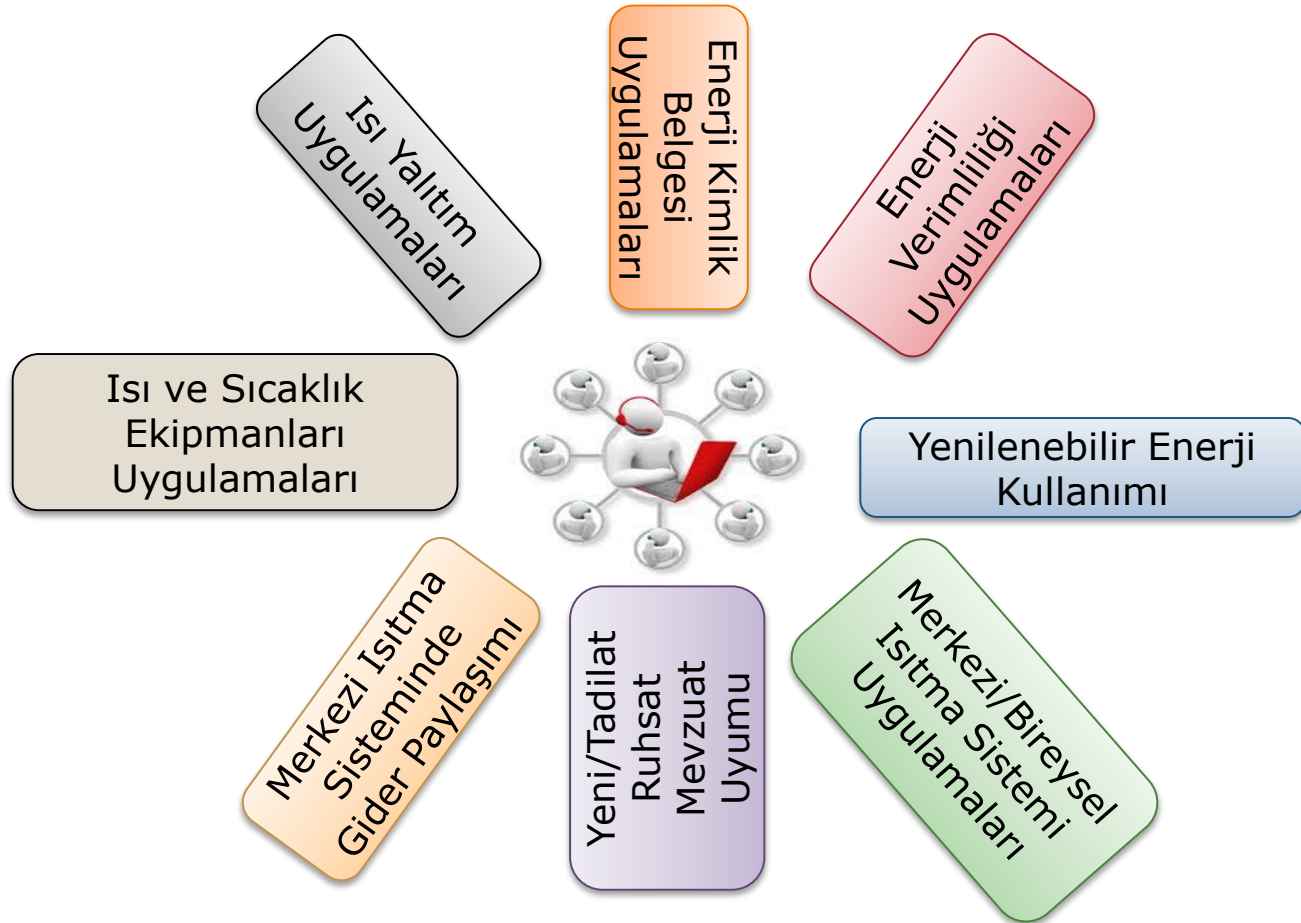 Isı Yalıtım
Uygulamaları
Enerji Kimlik
Belgesi
Uygulamaları
Enerji
Verimliliği
Uygulamaları
Isı ve Sıcaklık
Ekipmanları
Uygulamaları
Yenilenebilir Enerji
Kullanımı
Merkezi Isıtma
Sisteminde
Gider Paylaşımı
Yeni/Tadilat
Ruhsat
Mevzuat
Uyumu
Merkezi/Bireysel
Isıtma Sistemi
Uygulamaları